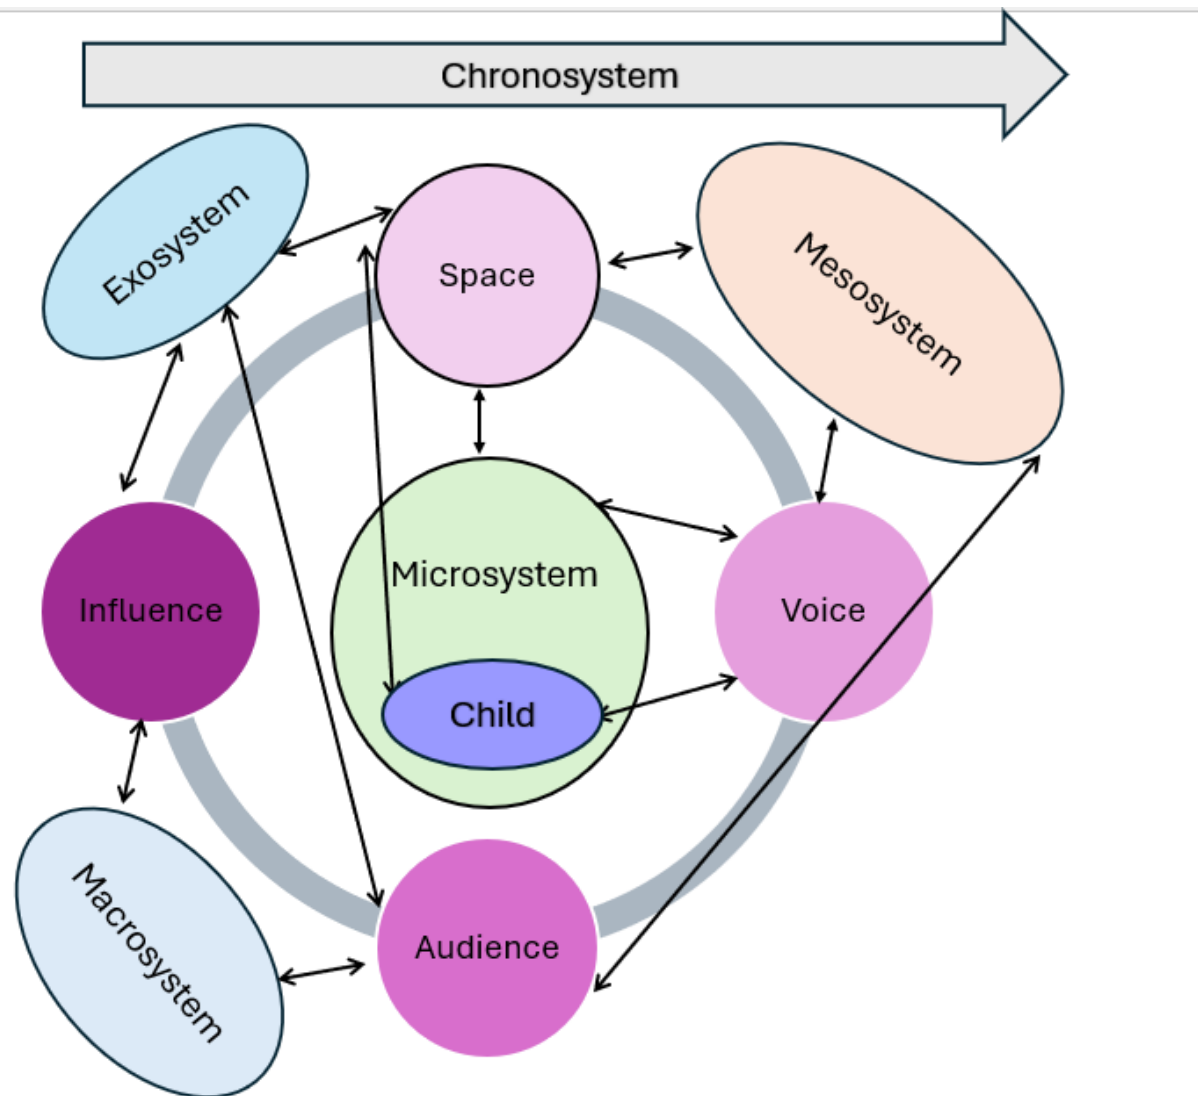 Chronosystem
Exosystem
Space
Mesosystem
Influence
Microsystem
Voice
Child
Macrosystem
Audience